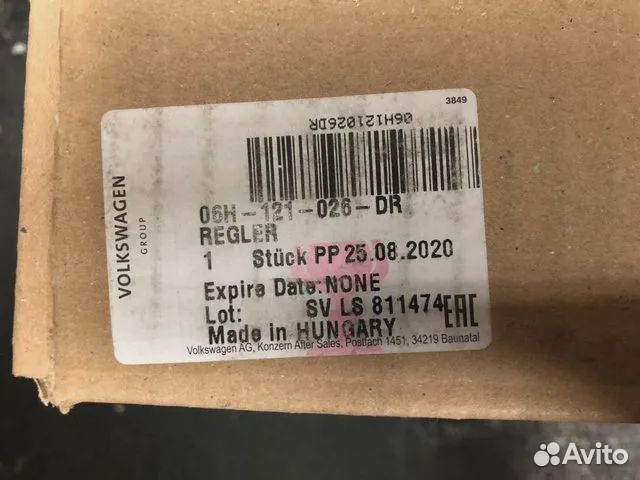 3849
06H121026DR
VOLKSWAGEN
GROUP
06H-121-026-DR
REGLER
1 Stück PP 25.08.2020
Expire Date: NONE
Lot: SV LS 811474
EAC
Made in HUNGARY
Volkswagen AG, Konzern After Sales, Postfach 1451, 34219 Baunatal
Avito